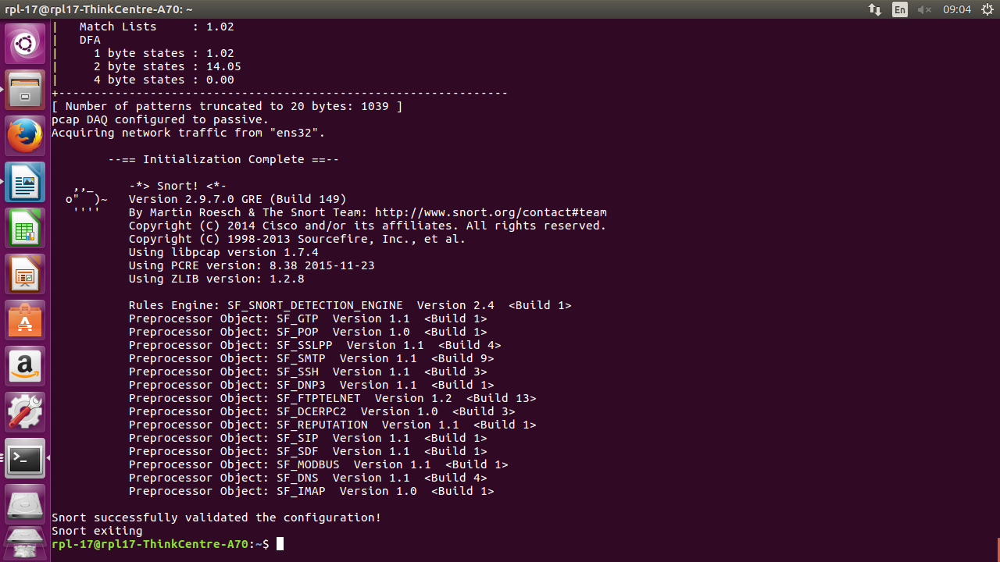 rpl-17@rpl17-ThinkCentre-A70: ~
En
09:04
|   Match Lists     : 1.02
|   DFA
|     1 byte states : 1.02
|     2 byte states : 14.05
|     4 byte states : 0.00
+----------------------------------------------------------------
[ Number of patterns truncated to 20 bytes: 1039 ]
pcap DAQ configured to passive.
Acquiring network traffic from "ens32".
        --== Initialization Complete ==--
   ,,_     -*> Snort! <*-
  o"  )~   Version 2.9.7.0 GRE (Build 149)
   ''''    By Martin Roesch & The Snort Team: http://www.snort.org/contact#team
           Copyright (C) 2014 Cisco and/or its affiliates. All rights reserved.
           Copyright (C) 1998-2013 Sourcefire, Inc., et al.
           Using libpcap version 1.7.4
           Using PCRE version: 8.38 2015-11-23
           Using ZLIB version: 1.2.8
           Rules Engine: SF_SNORT_DETECTION_ENGINE  Version 2.4  <Build 1>
           Preprocessor Object: SF_GTP  Version 1.1  <Build 1>
           Preprocessor Object: SF_POP  Version 1.0  <Build 1>
           Preprocessor Object: SF_SSLPP  Version 1.1  <Build 4>
           Preprocessor Object: SF_SMTP  Version 1.1  <Build 9>
           Preprocessor Object: SF_SSH  Version 1.1  <Build 3>
           Preprocessor Object: SF_DNP3  Version 1.1  <Build 1>
           Preprocessor Object: SF_FTPTELNET  Version 1.2  <Build 13>
           Preprocessor Object: SF_DCERPC2  Version 1.0  <Build 3>
           Preprocessor Object: SF_REPUTATION  Version 1.1  <Build 1>
           Preprocessor Object: SF_SIP  Version 1.1  <Build 1>
           Preprocessor Object: SF_SDF  Version 1.1  <Build 1>
           Preprocessor Object: SF_MODBUS  Version 1.1  <Build 1>
           Preprocessor Object: SF_DNS  Version 1.1  <Build 4>
           Preprocessor Object: SF_IMAP  Version 1.0  <Build 1>
Snort successfully validated the configuration!
Snort exiting
rpl-17@rpl17-ThinkCentre-A70:~$